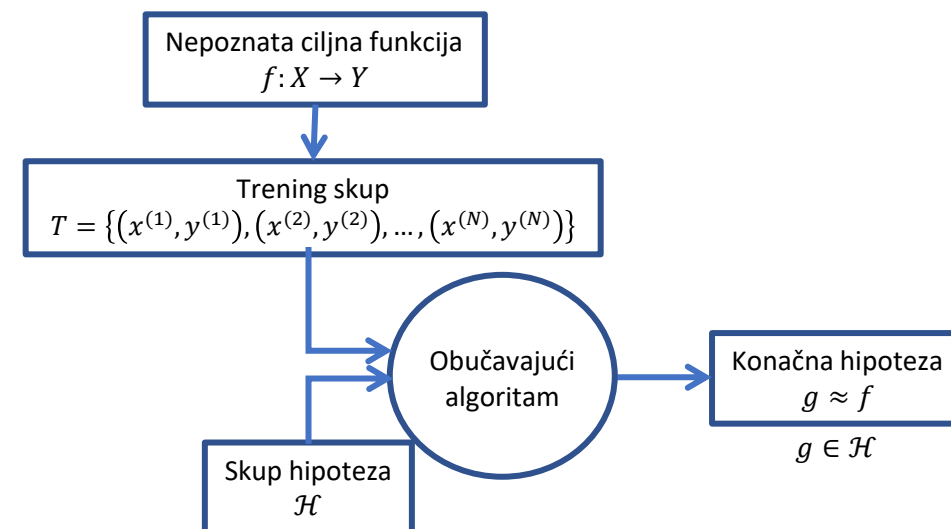 Nepoznata ciljna funkcija
𝑓: 𝑋 → 𝑌
Trening skup
𝑇 = {(𝑥⁽¹⁾, 𝑦⁽¹⁾), (𝑥⁽²⁾, 𝑦⁽²⁾), … , (𝑥⁽ᴺ⁾, 𝑦⁽ᴺ⁾)}
Obučavajući
algoritam
Konačna hipoteza
𝑔 ≈ 𝑓
𝑔 ∈ ℋ
Skup hipoteza
ℋ